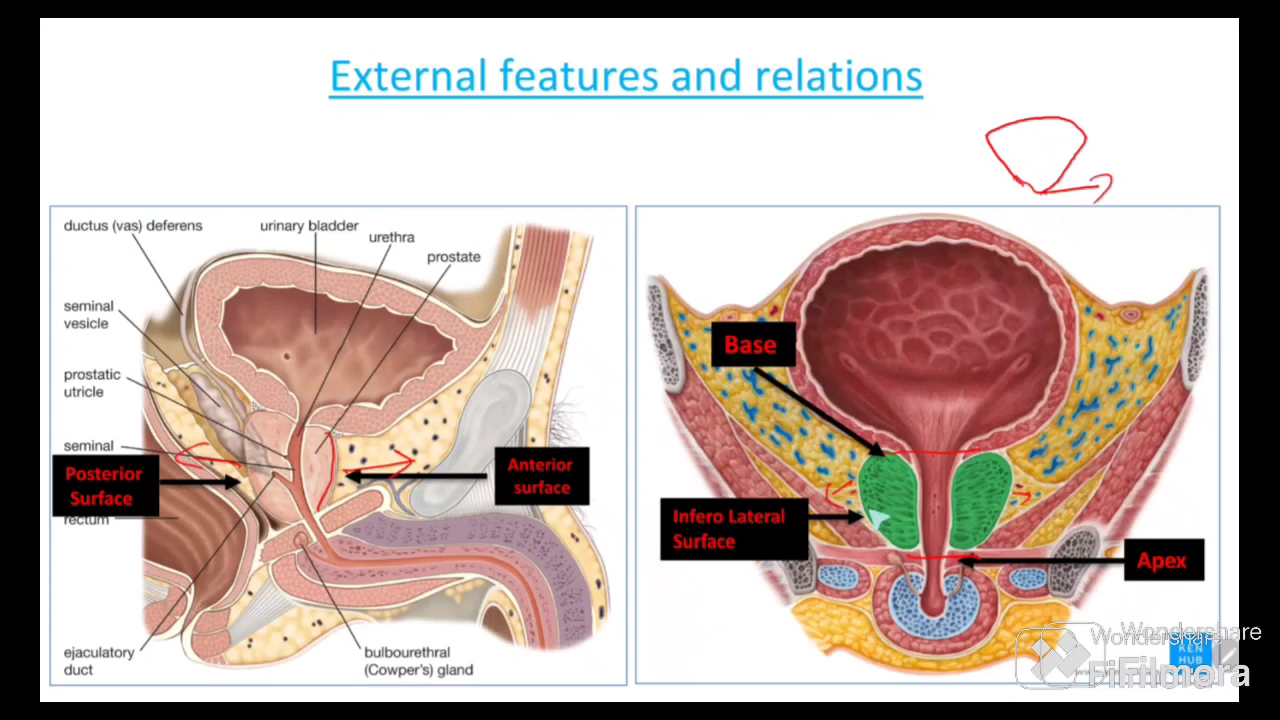 External features and relations
ductus (vas) deferens
urinary bladder
urethra
prostate
seminal
vesicle
prostatic
utricle
seminal
Posterior
Surface
rectum
Anterior
surface
ejaculatory
duct
bulbourethral
(Cowper's) gland
Base
Infero Lateral
Surface
Apex
Wondershare
Wondershare
KEN
HUB
Filmora